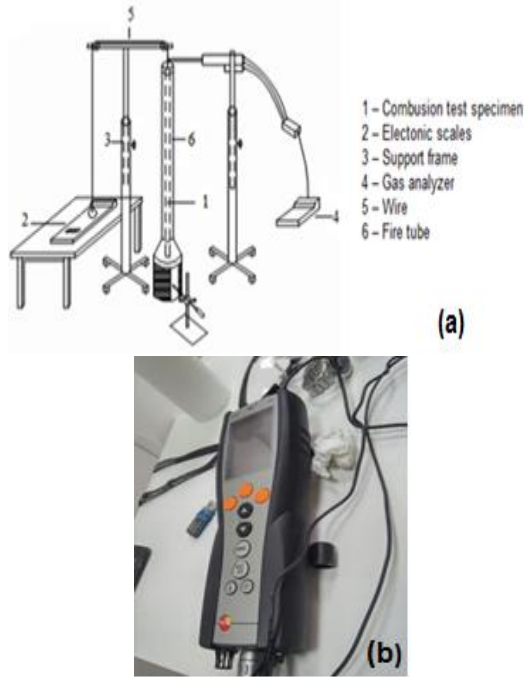 5
1 – Combusion test specimen
2 – Electonic scales
3 – Support frame
4 – Gas analyzer
5 – Wire
6 – Fire tube
3
6
2
1
4
(a)
(b)